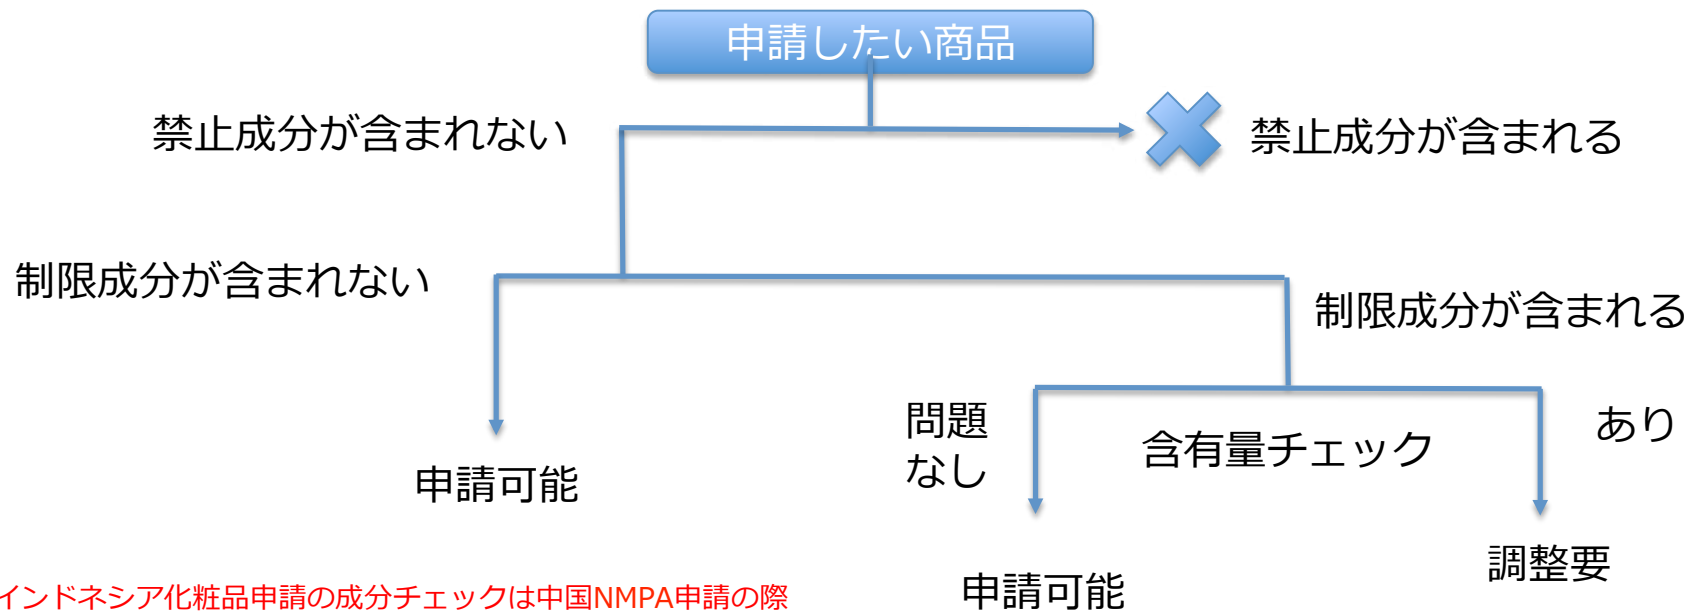 申請したい商品
禁止成分が含まれない
禁止成分が含まれる
制限成分が含まれない
制限成分が含まれる
問題
なし
含有量チェック
あり
申請可能
申請可能
調整要
インドネシア化粧品申請の成分チェックは中国NMPA申請の際